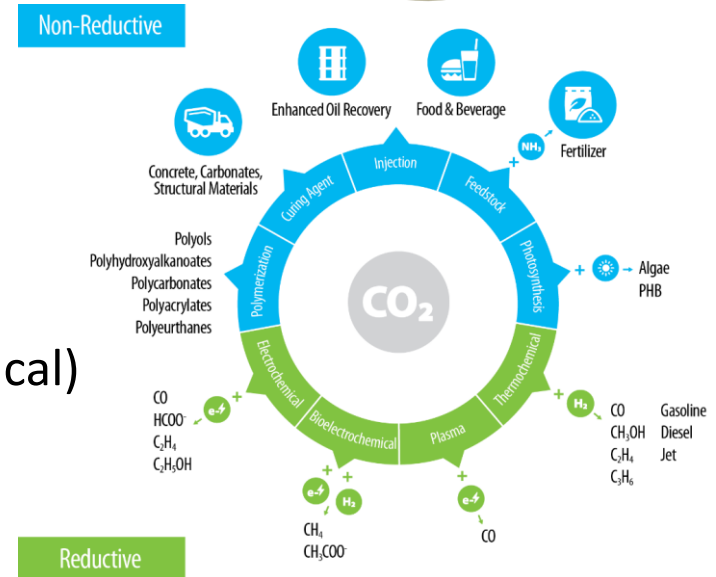 Non-Reductive
Enhanced Oil Recovery
Food & Beverage
Concrete, Carbonates,
Structural Materials
NH₃
+
Fertilizer
Curing Agent
Injection
Feedstock
Polymerization
Photosynthesis
Polyols
Polyhydroxyalkanoates
Polycarbonates
Polyacrylates
Polyeurthanes
+
Algae
PHB
CO₂
cal)
Electrochemical
Bioelectrochemical
Plasma
Thermochemical
+
e-
CO
HCOO⁻
C₂H₄
C₂H₅OH
+
H₂
CO
CH₃OH
C₂H₄
C₃H₆
Gasoline
Diesel
Jet
+ +
e- H₂
CH₄
CH₃COO⁻
+
e-
CO
Reductive